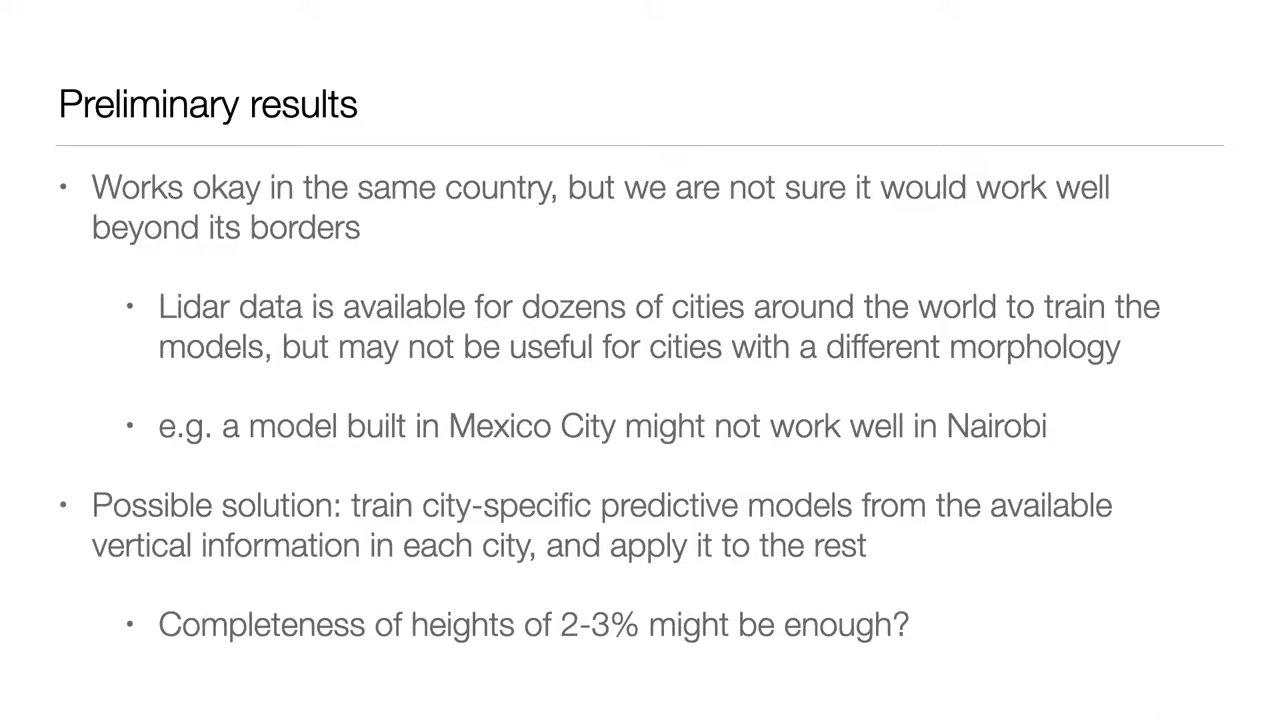 Preliminary results
• Works okay in the same country, but we are not sure it would work well
beyond its borders
• Lidar data is available for dozens of cities around the world to train the
models, but may not be useful for cities with a different morphology
• e.g. a model built in Mexico City might not work well in Nairobi
• Possible solution: train city-specific predictive models from the available
vertical information in each city, and apply it to the rest
• Completeness of heights of 2-3% might be enough?